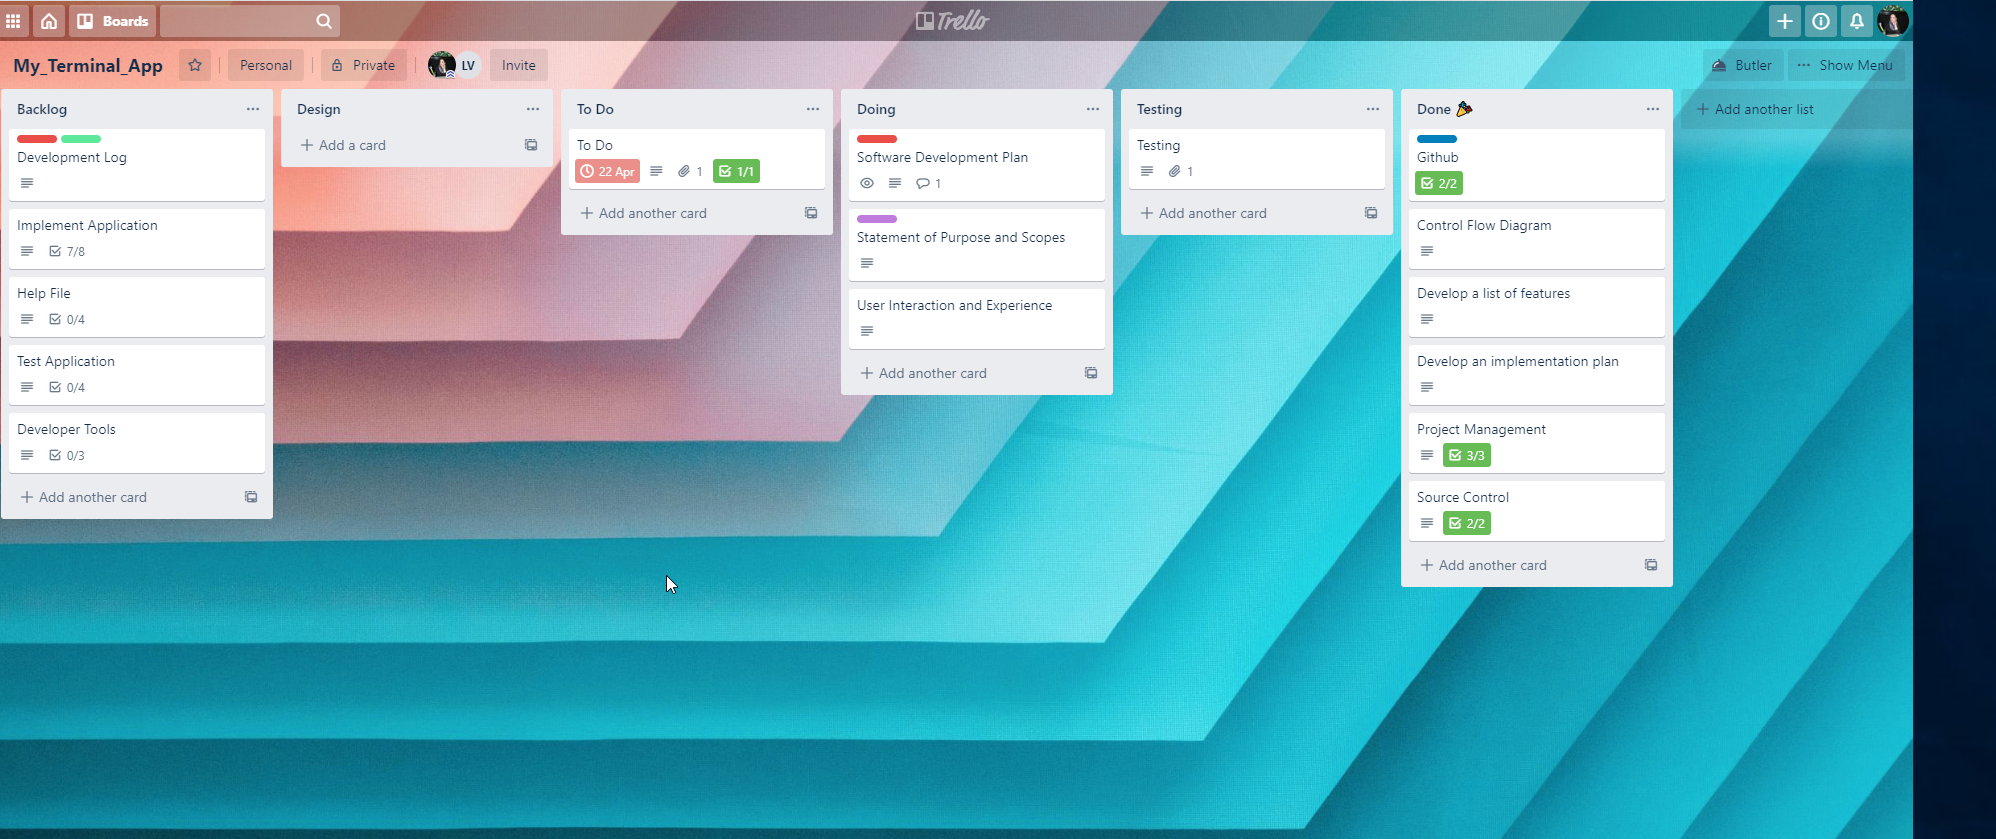 Boards
Trello
My_Terminal_App
Personal
Private
LV
Invite
Butler
Show Menu
Backlog
Development Log
Implement Application
7/8
Help File
0/4
Test Application
0/4
Developer Tools
0/3
Add another card
Design
Add a card
To Do
To Do
22 Apr
1
1/1
Add another card
Doing
Software Development Plan
1
Statement of Purpose and Scopes
User Interaction and Experience
Add another card
Testing
Testing
1
Add another card
Done 🎉
Github
2/2
Control Flow Diagram
Develop a list of features
Develop an implementation plan
Project Management
3/3
Source Control
2/2
Add another card
Add another list